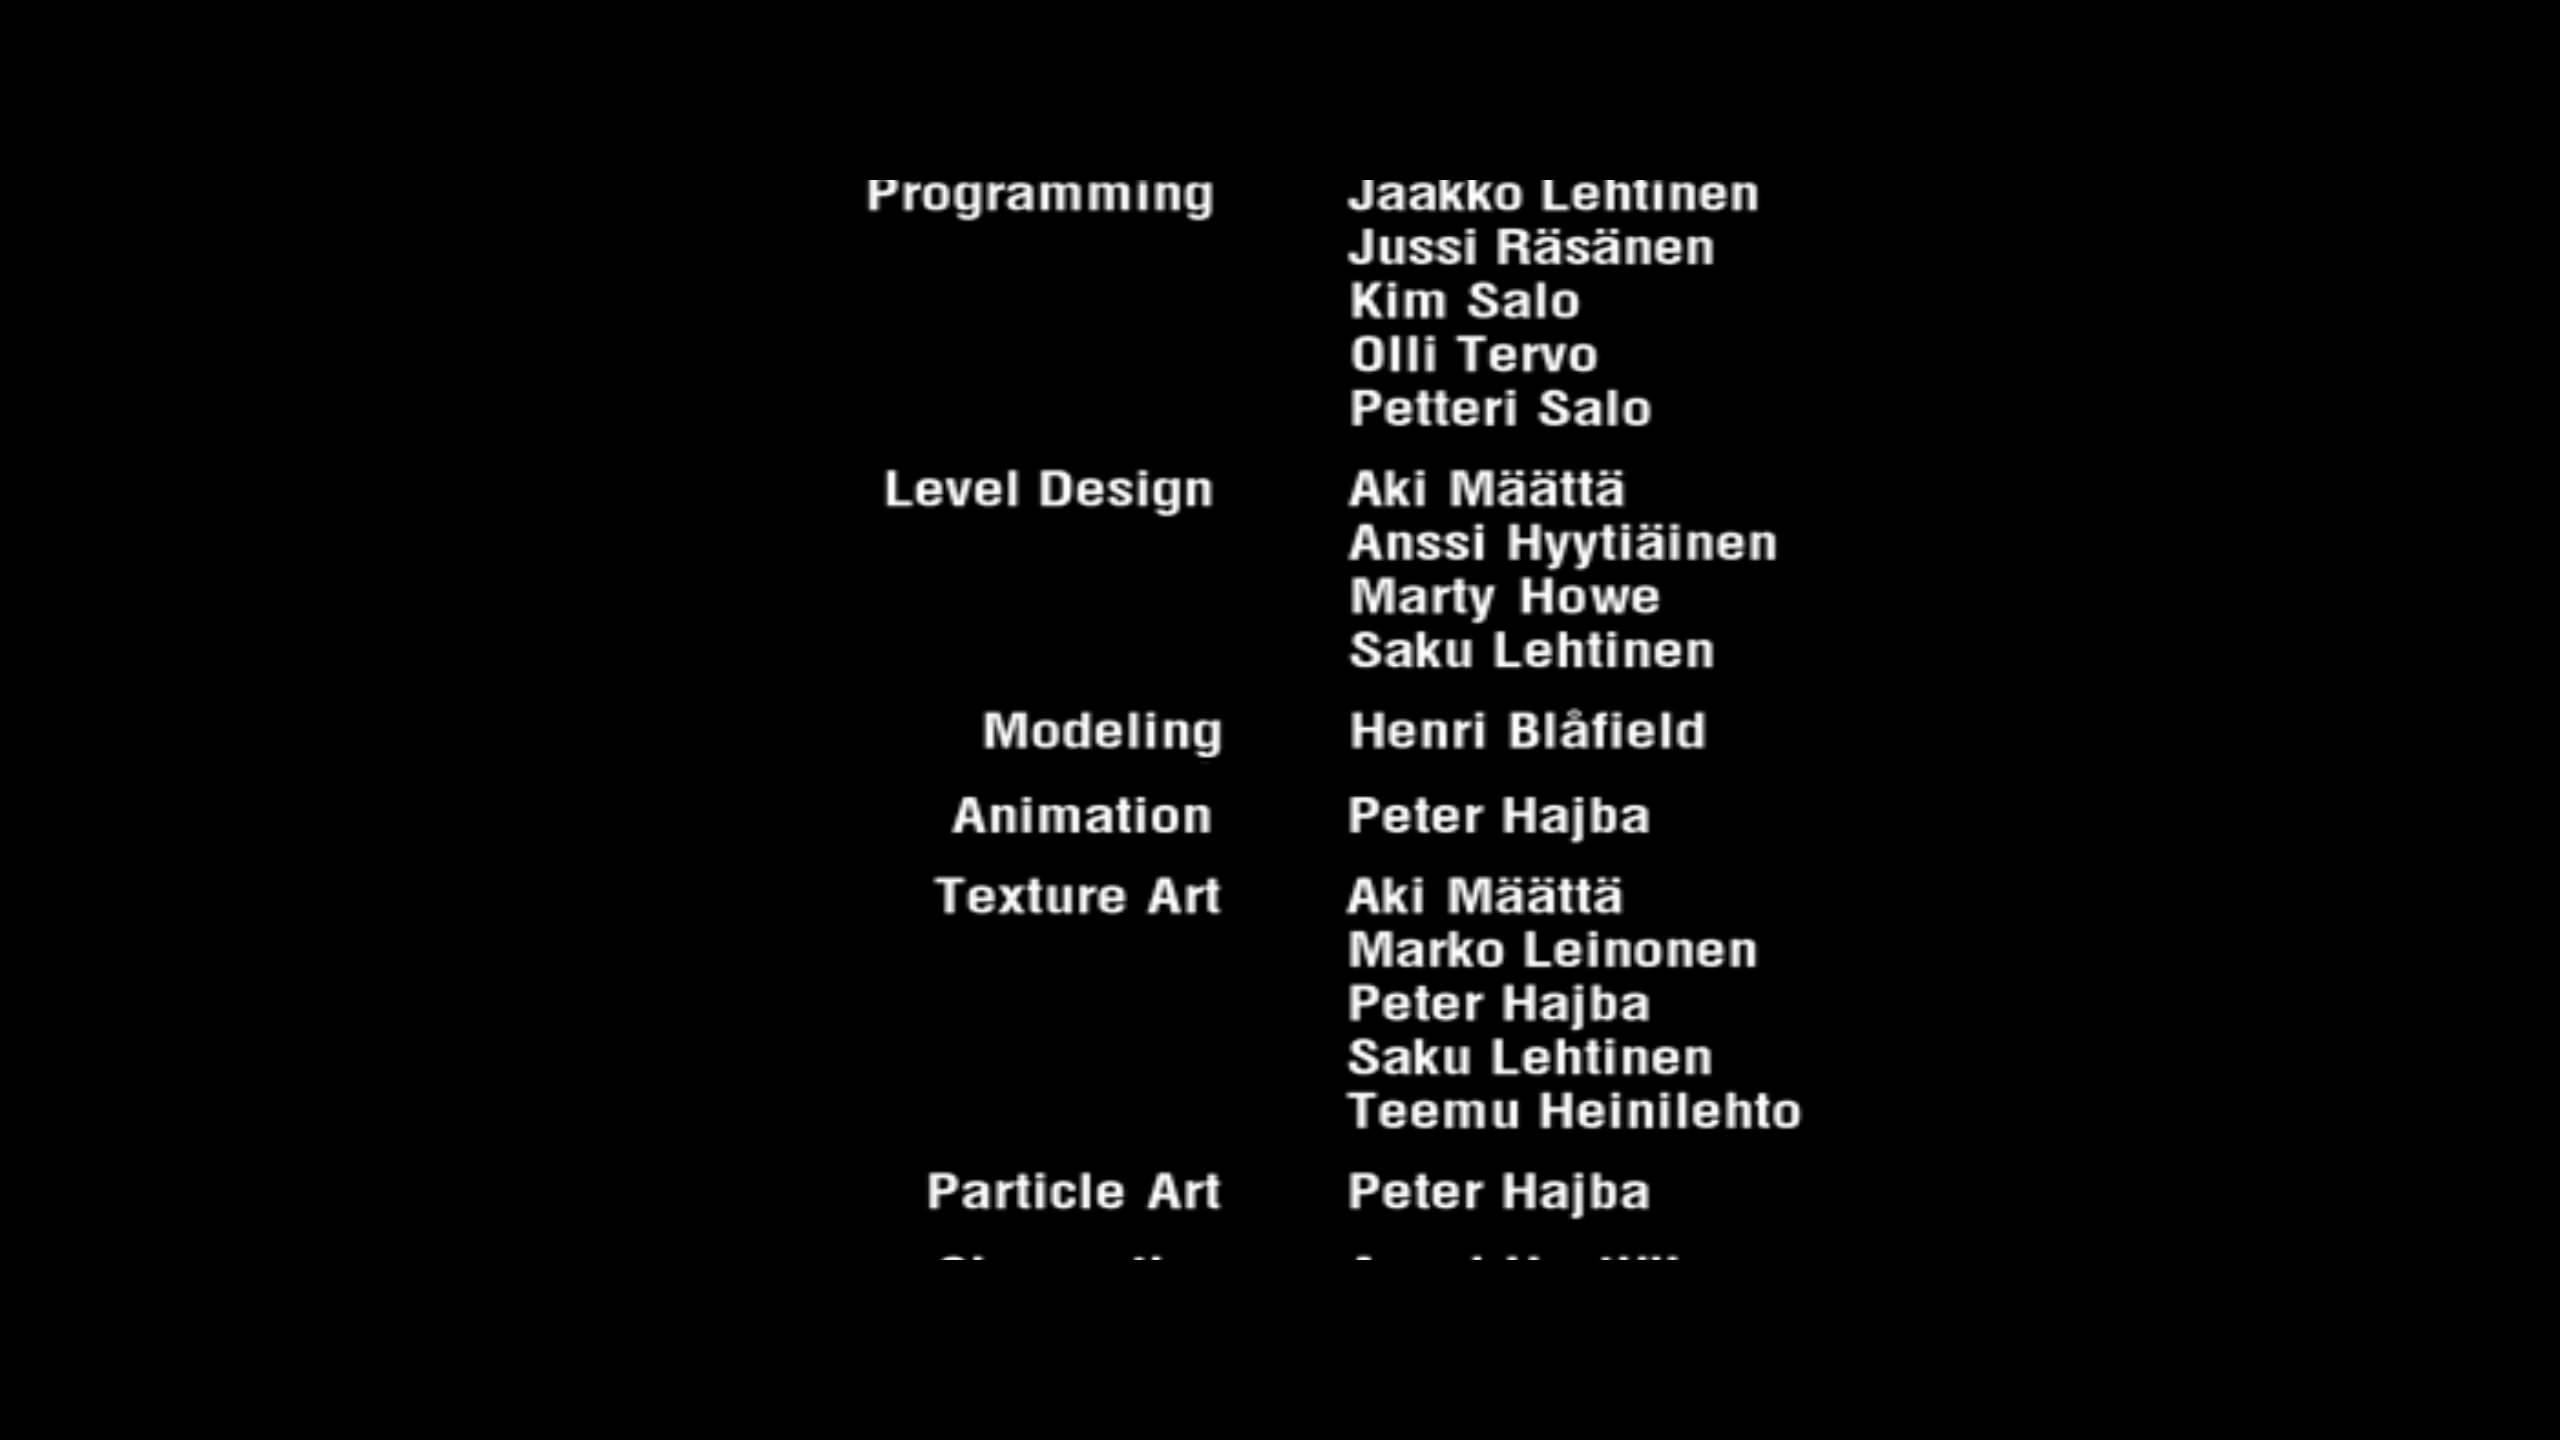 Programming Jaakko Lehtinen
Jussi Räsänen
Kim Salo
Olli Tervo
Petteri Salo
Level Design Aki Määttä
Anssi Hyytiäinen
Marty Howe
Saku Lehtinen
Modeling Henri Blåfield
Animation Peter Hajba
Texture Art Aki Määttä
Marko Leinonen
Peter Hajba
Saku Lehtinen
Teemu Heinilehto
Particle Art Peter Hajba